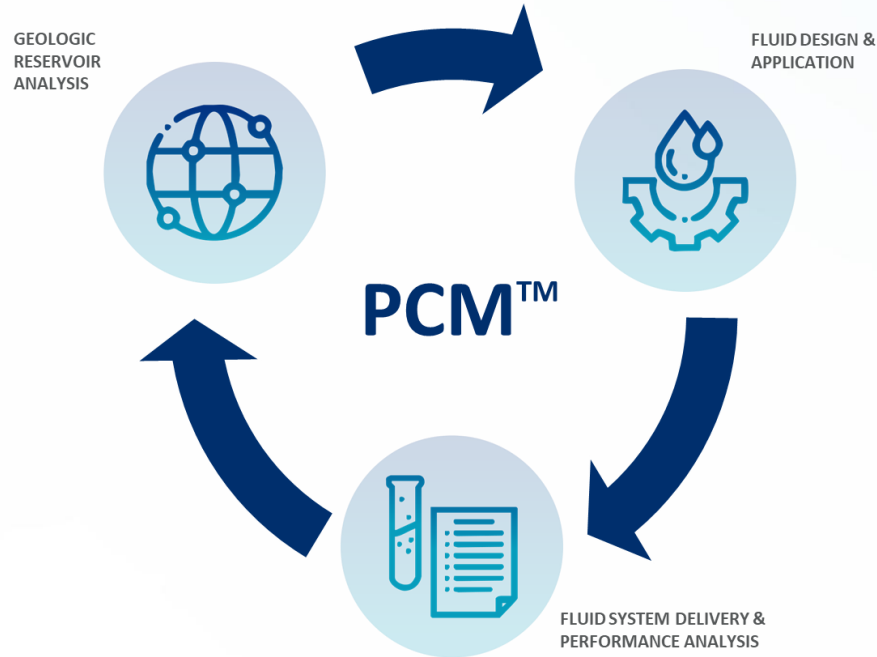 GEOLOGIC
RESERVOIR
ANALYSIS
FLUID DESIGN &
APPLICATION
PCM™
FLUID SYSTEM DELIVERY &
PERFORMANCE ANALYSIS